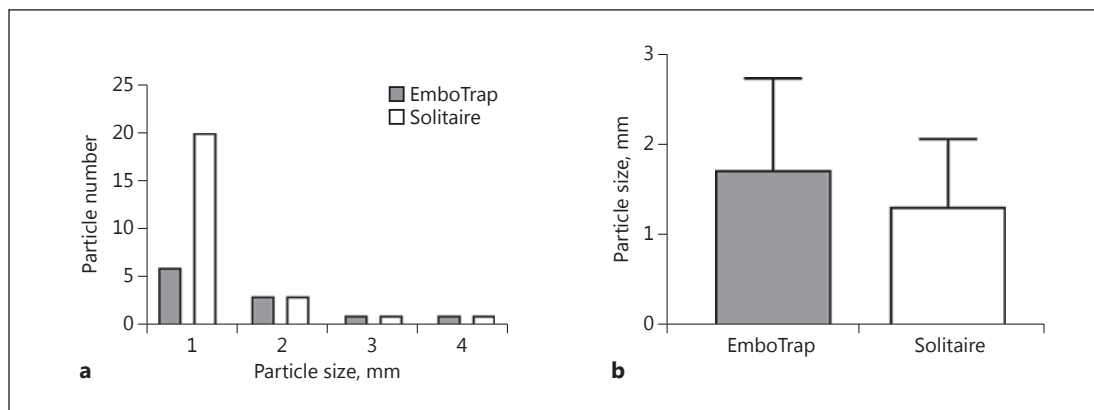 25
20
15
10
5
0
Particle number
EmboTrap
Solitaire
1 2 3 4
Particle size, mm
a
3
2
1
0
Particle size, mm
EmboTrap Solitaire
b